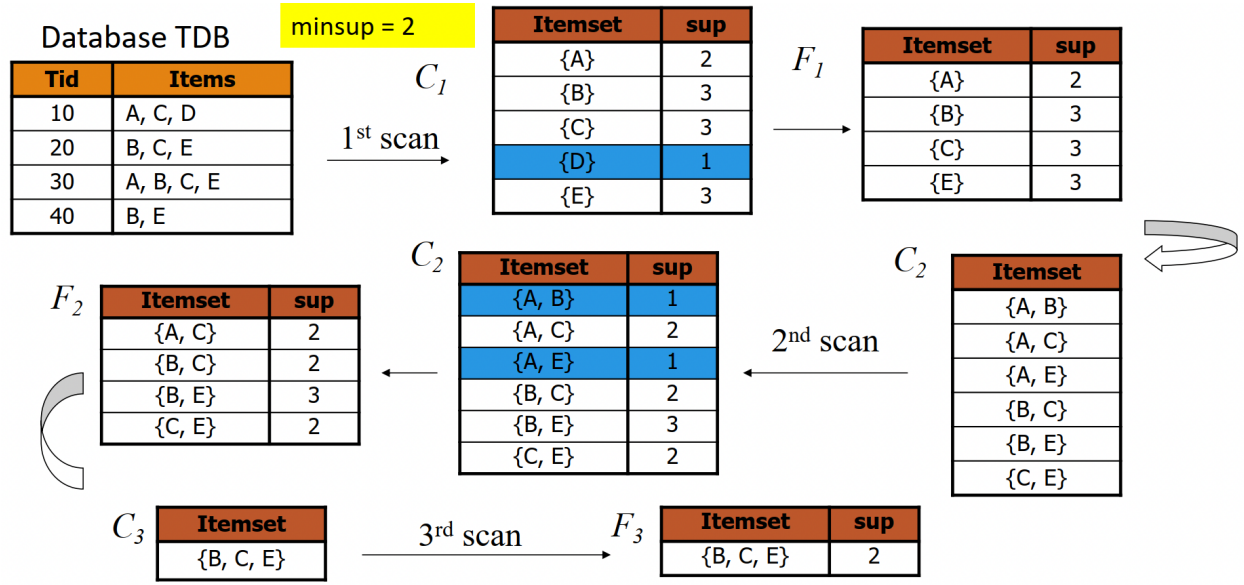 Database TDB
minsup = 2
Tid Items
10 A, C, D
20 B, C, E
30 A, B, C, E
40 B, E
1st scan
C1
Itemset sup
{A} 2
{B} 3
{C} 3
{D} 1
{E} 3
F1
Itemset sup
{A} 2
{B} 3
{C} 3
{E} 3
C2
Itemset
{A, B}
{A, C}
{A, E}
{B, C}
{B, E}
{C, E}
2nd scan
C2
Itemset sup
{A, B} 1
{A, C} 2
{A, E} 1
{B, C} 2
{B, E} 3
{C, E} 2
F2
Itemset sup
{A, C} 2
{B, C} 2
{B, E} 3
{C, E} 2
C3
Itemset
{B, C, E}
3rd scan
F3
Itemset sup
{B, C, E} 2